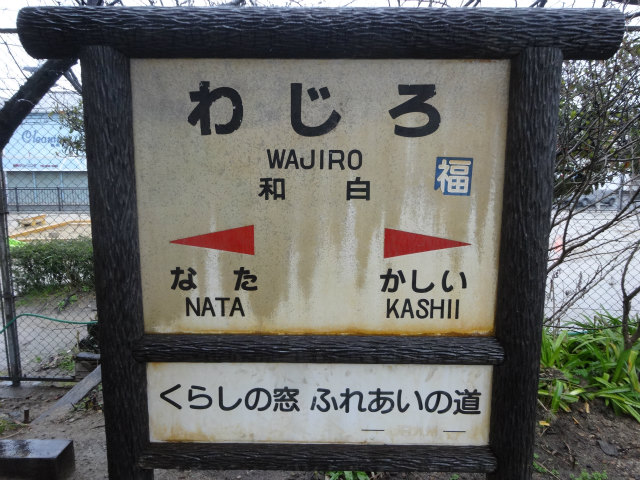 わじろ
WAJIRO
和白
福
なた かしい
NATA KASHII
くらしの窓 ふれあいの道